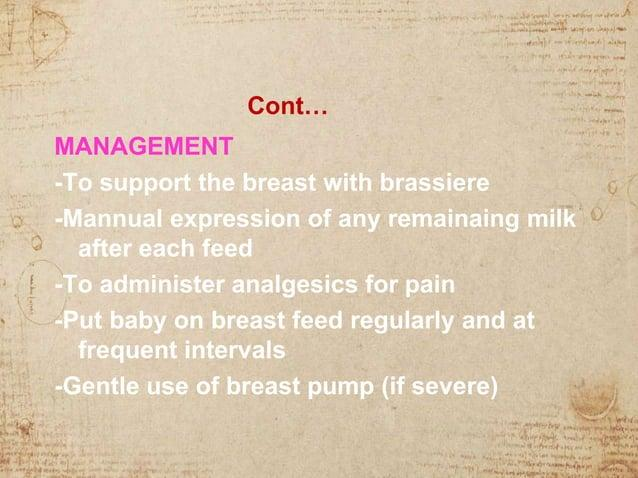 Cont…
MANAGEMENT
-To support the breast with brassiere
-Mannual expression of any remainaing milk
after each feed
-To administer analgesics for pain
-Put baby on breast feed regularly and at
frequent intervals
-Gentle use of breast pump (if severe)